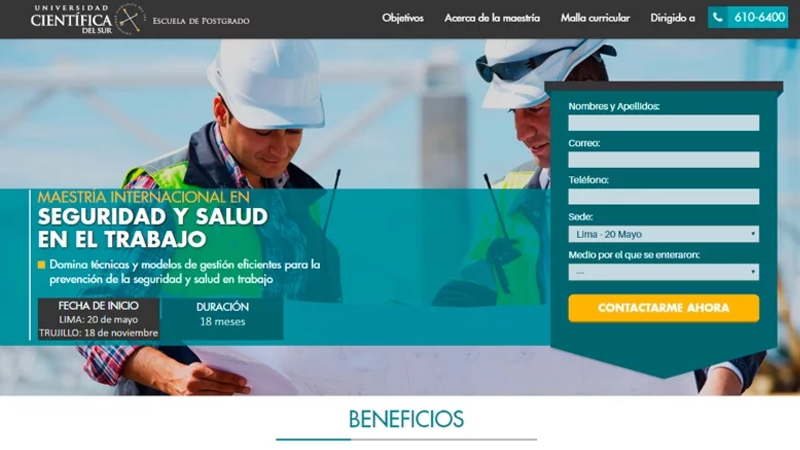 UNIVERSIDAD
CIENTÍFICA
DEL SUR
ESCUELA DE POSTGRADO
Objetivos
Acerca de la maestría
Malla curricular
Dirigido a
610-6400
MAESTRÍA INTERNACIONAL EN
SEGURIDAD Y SALUD
EN EL TRABAJO
Domina técnicas y modelos de gestión eficientes para la
prevención de la seguridad y salud en trabajo
FECHA DE INICIO
LIMA: 20 de mayo
TRUJILLO: 18 de noviembre
DURACIÓN
18 meses
Nombres y Apellidos:
Correo:
Teléfono:
Sede:
Lima - 20 Mayo
Medio por el que se enteraron:
---
CONTACTARME AHORA
BENEFICIOS